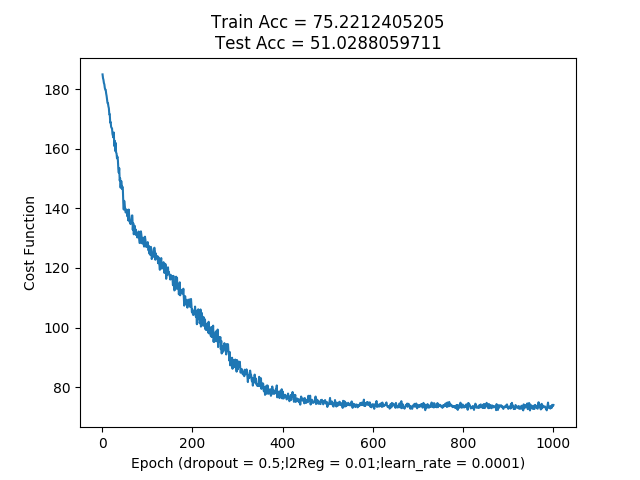 Train Acc = 75.2212405205
Test Acc = 51.0288059711
180
160
140
120
100
80
Cost Function
0 200 400 600 800 1000
Epoch (dropout = 0.5;l2Reg = 0.01;learn_rate = 0.0001)